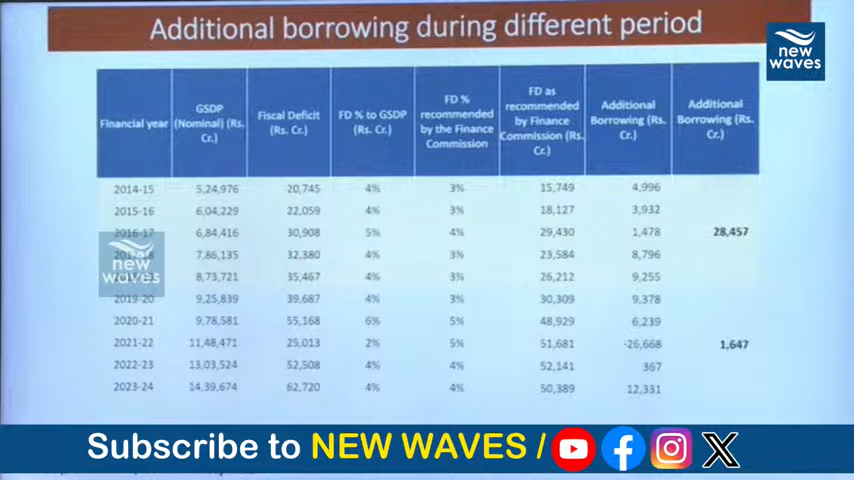 Additional borrowing during different period
new
waves
Financial year | GSDP (Nominal) (Rs. Cr.) | Fiscal Deficit (Rs. Cr.) | FD % to GSDP (Rs. Cr.) | FD % recommended by the Finance Commission | FD as recommended by Finance Commission (Rs. Cr.) | Additional Borrowing (Rs. Cr.) | Additional Borrowing (Rs. Cr.)
2014-15 5,24,976 20,745 4% 3% 15,749 4,996
2015-16 6,04,229 22,059 4% 3% 18,127 3,932
2016-17 6,84,416 30,908 5% 4% 29,430 1,478 28,457
7,86,135 32,380 4% 3% 23,584 8,796
8,73,721 35,467 4% 3% 26,212 9,255
new
waves
2019-20 9,25,839 39,687 4% 3% 30,309 9,378
2020-21 9,78,581 55,168 6% 5% 48,929 6,239
2021-22 11,48,471 25,013 2% 5% 51,681 -26,668 1,647
2022-23 13,03,524 52,508 4% 4% 52,141 367
2023-24 14,39,674 62,720 4% 4% 50,389 12,331
Subscribe to NEW WAVES /